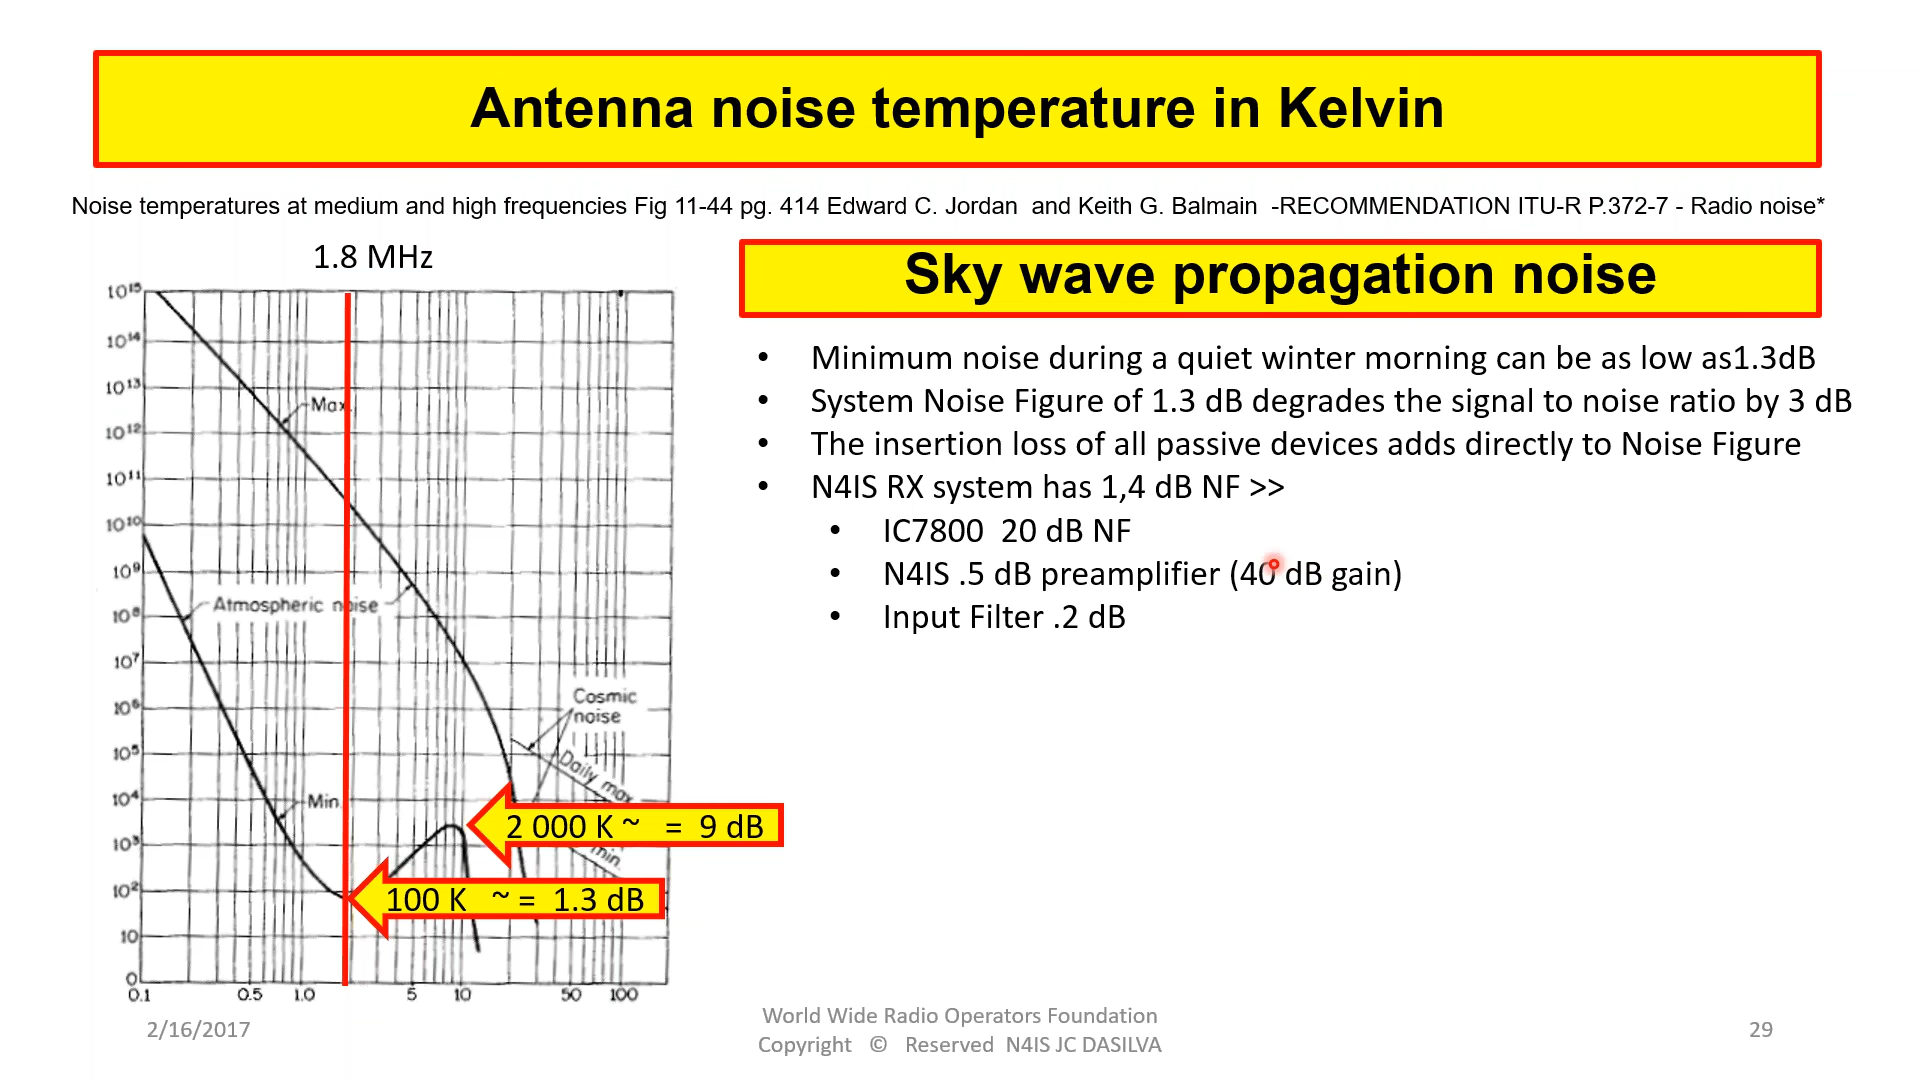 Antenna noise temperature in Kelvin
Noise temperatures at medium and high frequencies Fig 11-44 pg. 414 Edward C. Jordan and Keith G. Balmain -RECOMMENDATION ITU-R P.372-7 - Radio noise*
1.8 MHz
Sky wave propagation noise
• Minimum noise during a quiet winter morning can be as low as1.3dB
• System Noise Figure of 1.3 dB degrades the signal to noise ratio by 3 dB
• The insertion loss of all passive devices adds directly to Noise Figure
• N4IS RX system has 1,4 dB NF >>
• IC7800 20 dB NF
• N4IS .5 dB preamplifier (40 dB gain)
• Input Filter .2 dB
10¹⁵
10¹⁴
10¹³
Max.
10¹²
10¹¹
10¹⁰
10⁹
Atmospheric noise
10⁸
10⁷
Cosmic
noise
10⁶
10⁵
Daily max
10⁴
Min
2 000 K ~ = 9 dB
10³
min.
10²
100 K ~ = 1.3 dB
10
0
0.1 0.5 1.0 5 10 50 100
2/16/2017
World Wide Radio Operators Foundation
Copyright © Reserved N4IS JC DASILVA
29